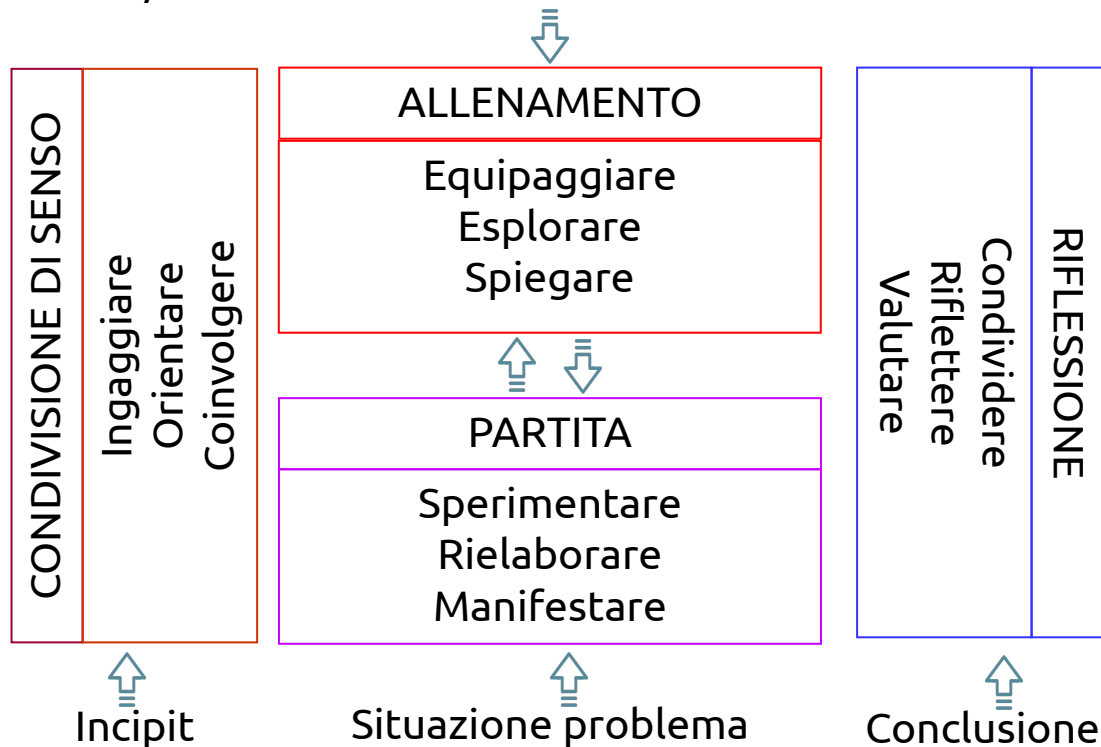 CONDIVISIONE DI SENSO
Ingaggiare
Orientare
Coinvolgere
ALLENAMENTO
Equipaggiare
Esplorare
Spiegare
PARTITA
Sperimentare
Rielaborare
Manifestare
RIFLESSIONE
Condividere
Riflettere
Valutare
Incipit
Situazione problema
Conclusione